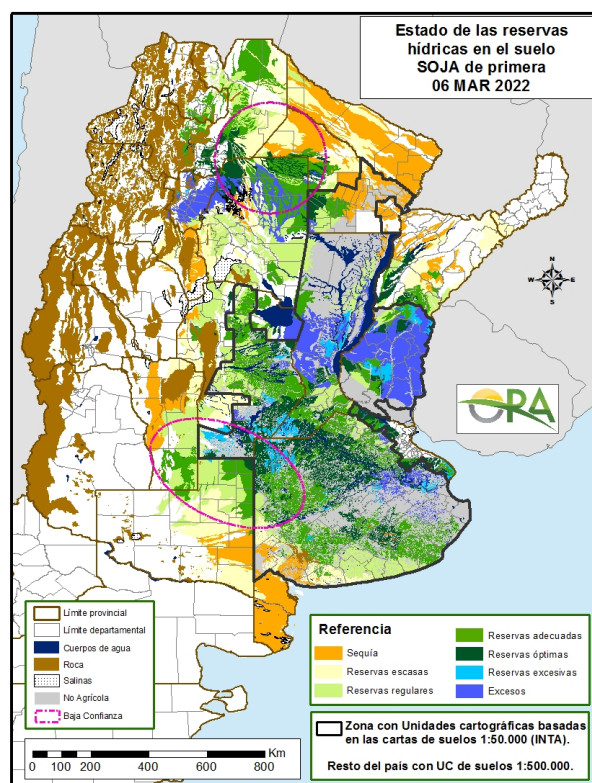 Estado de las reservas
hídricas en el suelo
SOJA de primera
06 MAR 2022
N
W
E
S
ORA
Límite provincial
Límite departamental
Cuerpos de agua
Roca
Salinas
No Agrícola
Baja Confianza
Referencia
Sequía
Reservas escasas
Reservas regulares
Reservas adecuadas
Reservas óptimas
Reservas excesivas
Excesos
Zona con Unidades cartográficas basadas
en las cartas de suelos 1:50.000 (INTA).
Resto del país con UC de suelos 1:500.000.
Km
0 50 100 200 300 400 600 800